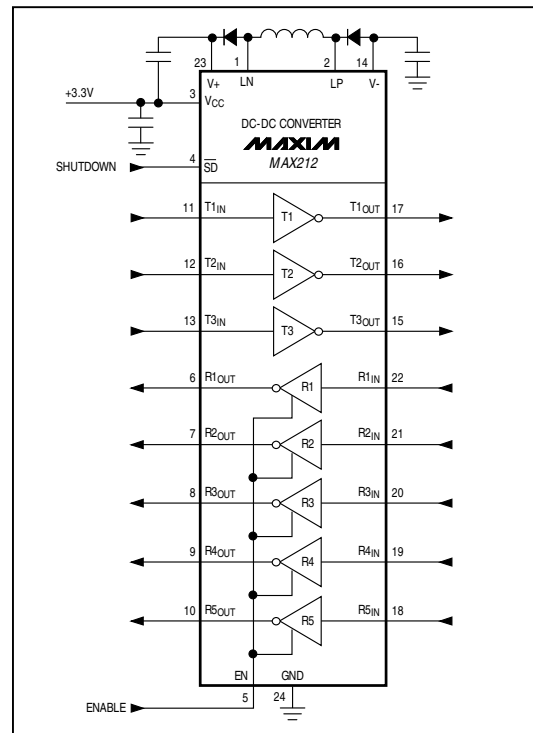 23 1 2 14
V+ LN LP V-
+3.3V 3 VCC
DC-DC CONVERTER
MAXIM
MAX212
SHUTDOWN 4 SD
11 T1IN T1 T1OUT 17
12 T2IN T2 T2OUT 16
13 T3IN T3 T3OUT 15
6 R1OUT R1 R1IN 22
7 R2OUT R2 R2IN 21
8 R3OUT R3 R3IN 20
9 R4OUT R4 R4IN 19
10 R5OUT R5 R5IN 18
EN GND
5 24
ENABLE